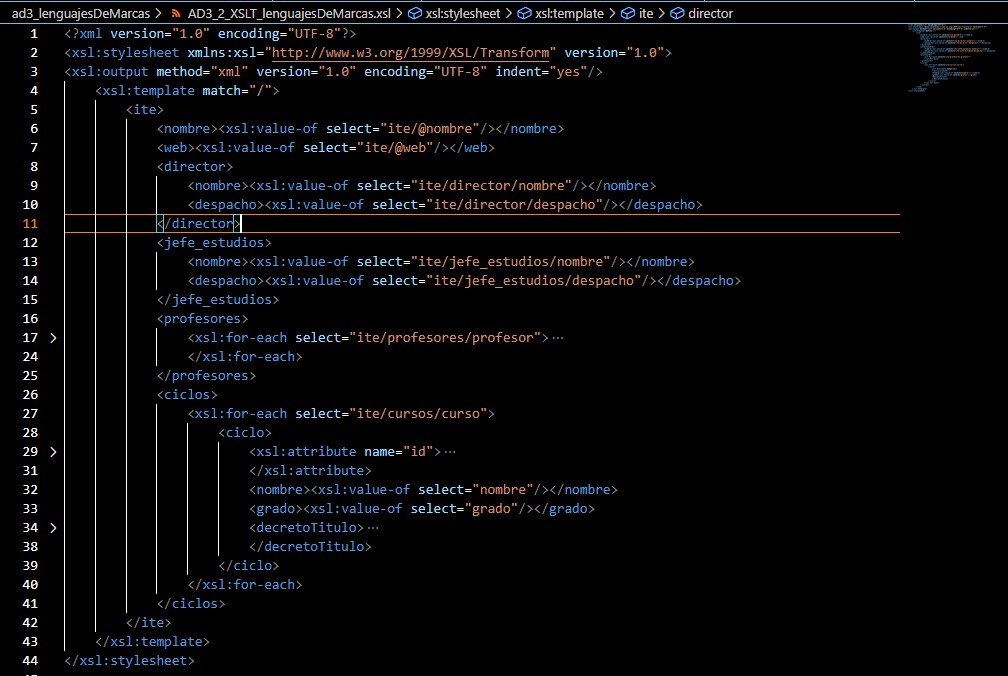 ad3_lenguajesDeMarcas > AD3_2_XSLT_lenguajesDeMarcas.xsl > xsl:stylesheet > xsl:template > ite > director
1 <?xml version="1.0" encoding="UTF-8"?>
2 <xsl:stylesheet xmlns:xsl="http://www.w3.org/1999/XSL/Transform" version="1.0">
3 <xsl:output method="xml" version="1.0" encoding="UTF-8" indent="yes"/>
4     <xsl:template match="/">
5         <ite>
6             <nombre><xsl:value-of select="ite/@nombre"/></nombre>
7             <web><xsl:value-of select="ite/@web"/></web>
8             <director>
9                 <nombre><xsl:value-of select="ite/director/nombre"/></nombre>
10                 <despacho><xsl:value-of select="ite/director/despacho"/></despacho>
11             </director>
12             <jefe_estudios>
13                 <nombre><xsl:value-of select="ite/jefe_estudios/nombre"/></nombre>
14                 <despacho><xsl:value-of select="ite/jefe_estudios/despacho"/></despacho>
15             </jefe_estudios>
16             <profesores>
17 >                 <xsl:for-each select="ite/profesores/profesor">···
24                 </xsl:for-each>
25             </profesores>
26             <ciclos>
27                 <xsl:for-each select="ite/cursos/curso">
28                     <ciclo>
29 >                         <xsl:attribute name="id">···
31                         </xsl:attribute>
32                         <nombre><xsl:value-of select="nombre"/></nombre>
33                         <grado><xsl:value-of select="grado"/></grado>
34 >                         <decretoTitulo>···
38                         </decretoTitulo>
39                     </ciclo>
40                 </xsl:for-each>
41             </ciclos>
42         </ite>
43     </xsl:template>
44 </xsl:stylesheet>